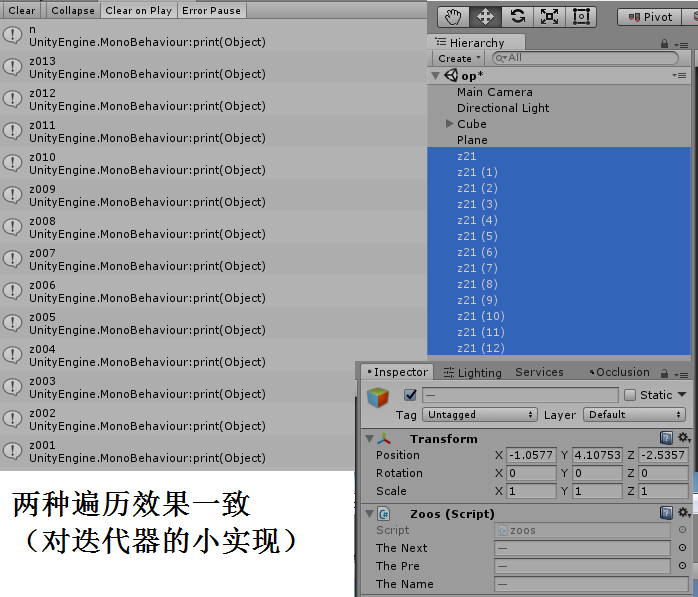 Clear
Collapse
Clear on Play
Error Pause
n
UnityEngine.MonoBehaviour:print(Object)
z013
UnityEngine.MonoBehaviour:print(Object)
z012
UnityEngine.MonoBehaviour:print(Object)
z011
UnityEngine.MonoBehaviour:print(Object)
z010
UnityEngine.MonoBehaviour:print(Object)
z009
UnityEngine.MonoBehaviour:print(Object)
z008
UnityEngine.MonoBehaviour:print(Object)
z007
UnityEngine.MonoBehaviour:print(Object)
z006
UnityEngine.MonoBehaviour:print(Object)
z005
UnityEngine.MonoBehaviour:print(Object)
z004
UnityEngine.MonoBehaviour:print(Object)
z003
UnityEngine.MonoBehaviour:print(Object)
z002
UnityEngine.MonoBehaviour:print(Object)
z001
UnityEngine.MonoBehaviour:print(Object)
两种遍历效果一致
（对迭代器的小实现）
Pivot
Hierarchy
Create
All
op*
Main Camera
Directional Light
Cube
Plane
z21
z21 (1)
z21 (2)
z21 (3)
z21 (4)
z21 (5)
z21 (6)
z21 (7)
z21 (8)
z21 (9)
z21 (10)
z21 (11)
z21 (12)
Inspector Lighting Services Occlusion
— Static
Tag Untagged Layer Default
Transform
Position X -1.0577 Y 4.10753 Z -2.5357
Rotation X 0 Y 0 Z 0
Scale X 1 Y 1 Z 1
Zoos (Script)
Script zoos
The Next —
The Pre —
The Name —